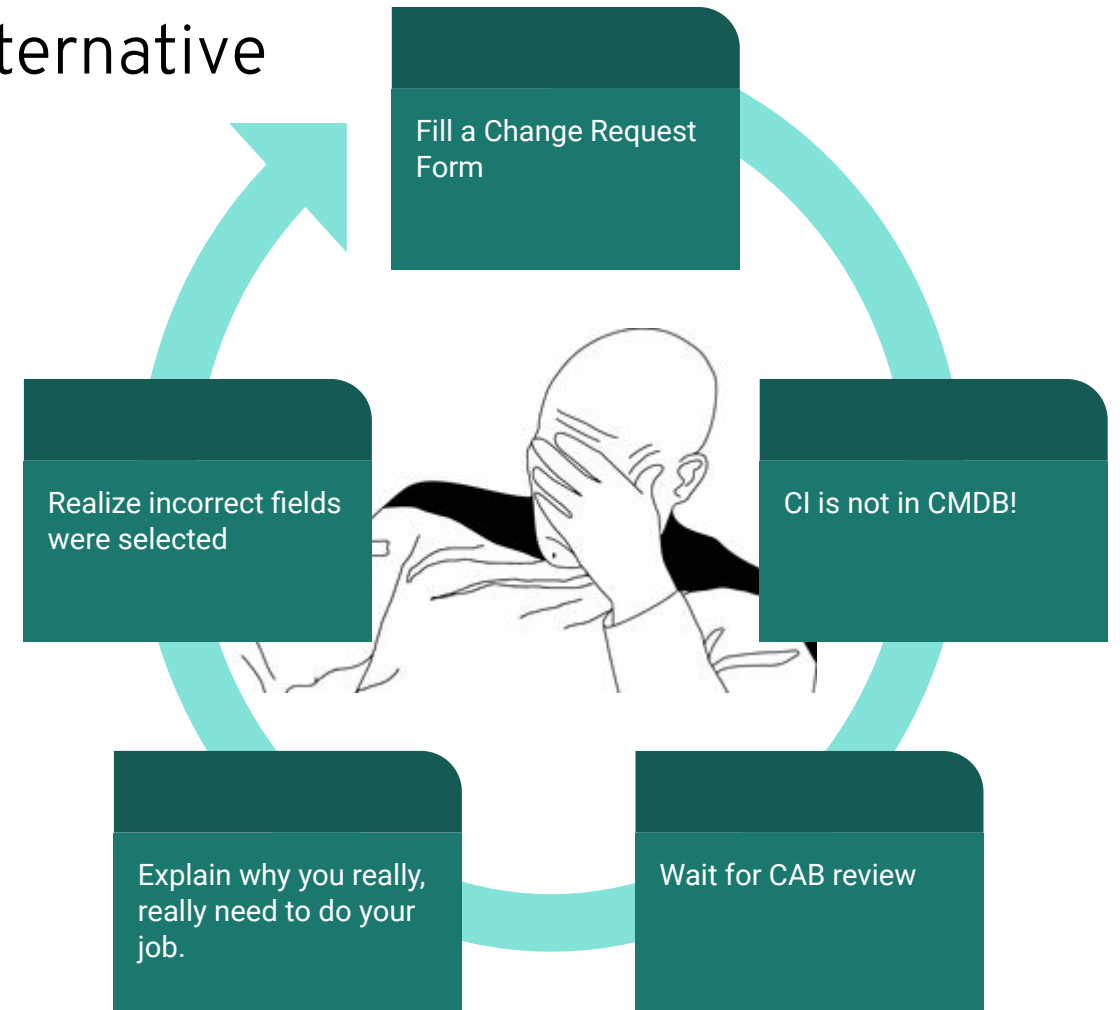 ternative
Fill a Change Request
Form
CI is not in CMDB!
Wait for CAB review
Explain why you really,
really need to do your
job.
Realize incorrect fields
were selected